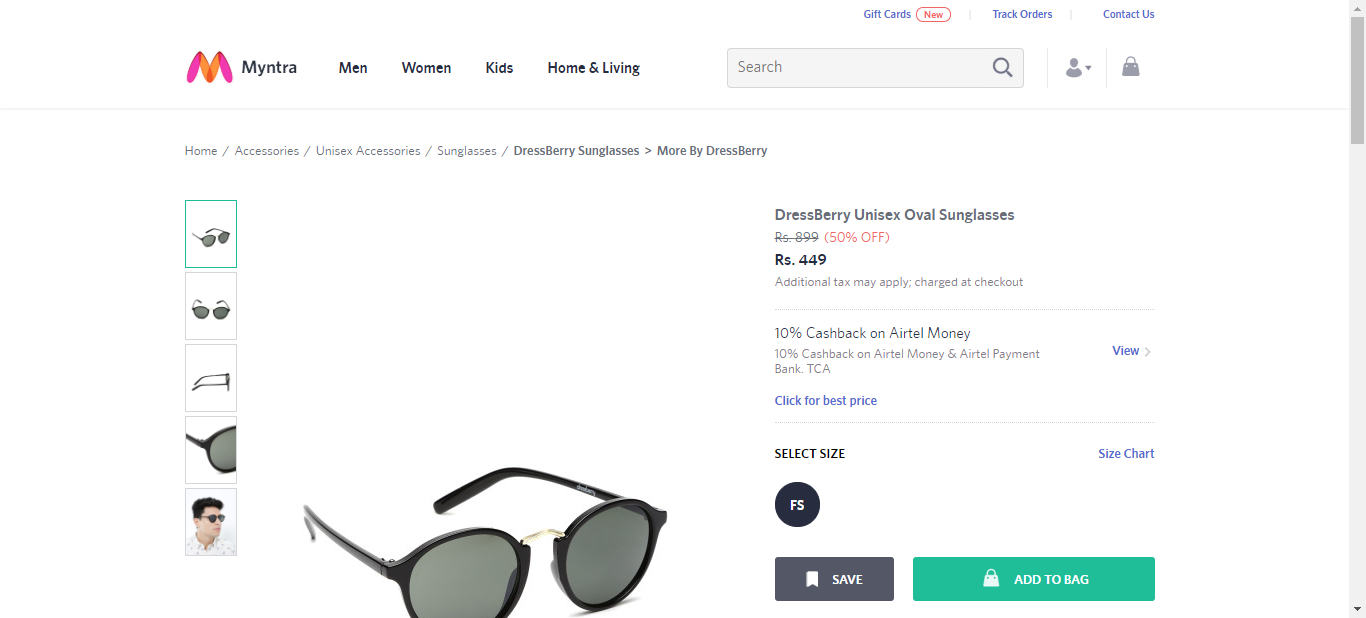 Gift Cards New Track Orders Contact Us
Myntra Men Women Kids Home & Living Search
Home / Accessories / Unisex Accessories / Sunglasses / DressBerry Sunglasses > More By DressBerry
DressBerry Unisex Oval Sunglasses
Rs. 899 (50% OFF)
Rs. 449
Additional tax may apply; charged at checkout
10% Cashback on Airtel Money
10% Cashback on Airtel Money & Airtel Payment
Bank. TCA
View
Click for best price
SELECT SIZE Size Chart
FS
SAVE ADD TO BAG